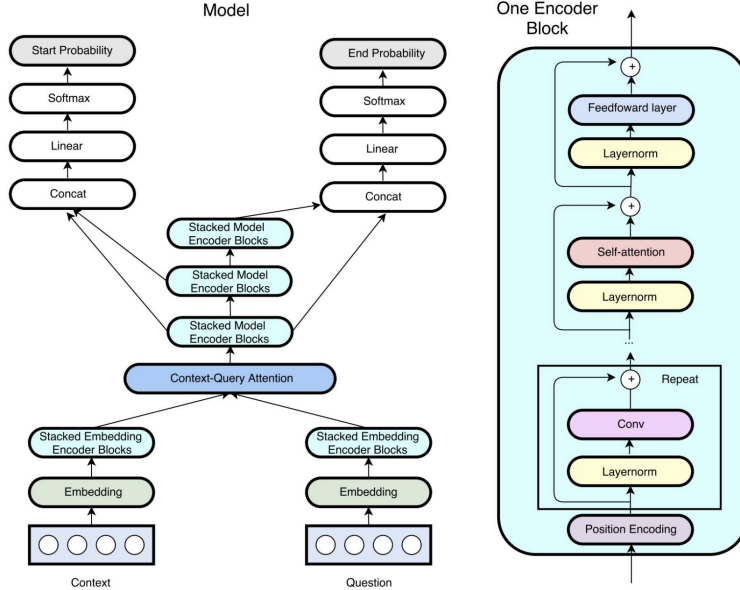 Model
Start Probability
Softmax
Linear
Concat
End Probability
Softmax
Linear
Concat
Stacked Model
Encoder Blocks
Stacked Model
Encoder Blocks
Stacked Model
Encoder Blocks
Context-Query Attention
Stacked Embedding
Encoder Blocks
Stacked Embedding
Encoder Blocks
Embedding
Embedding
Context
Question
One Encoder
Block
+
Feedfoward layer
Layernorm
+
Self-attention
Layernorm
...
+
Repeat
Conv
Layernorm
Position Encoding